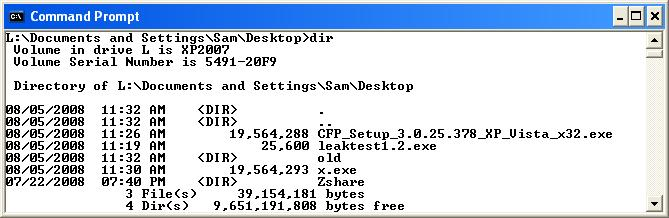 Command Prompt
L:\Documents and Settings\Sam\Desktop>dir
 Volume in drive L is XP2007
 Volume Serial Number is 5491-20F9

 Directory of L:\Documents and Settings\Sam\Desktop

08/05/2008  11:32 AM    <DIR>          .
08/05/2008  11:32 AM    <DIR>          ..
08/05/2008  11:26 AM        19,564,288 CFP_Setup_3.0.25.378_XP_Vista_x32.exe
08/05/2008  11:19 AM            25,600 leaktest1.2.exe
08/05/2008  11:32 AM    <DIR>          old
08/05/2008  11:30 AM        19,564,293 x.exe
07/22/2008  07:40 PM    <DIR>          Zshare
               3 File(s)     39,154,181 bytes
               4 Dir(s)   9,651,191,808 bytes free